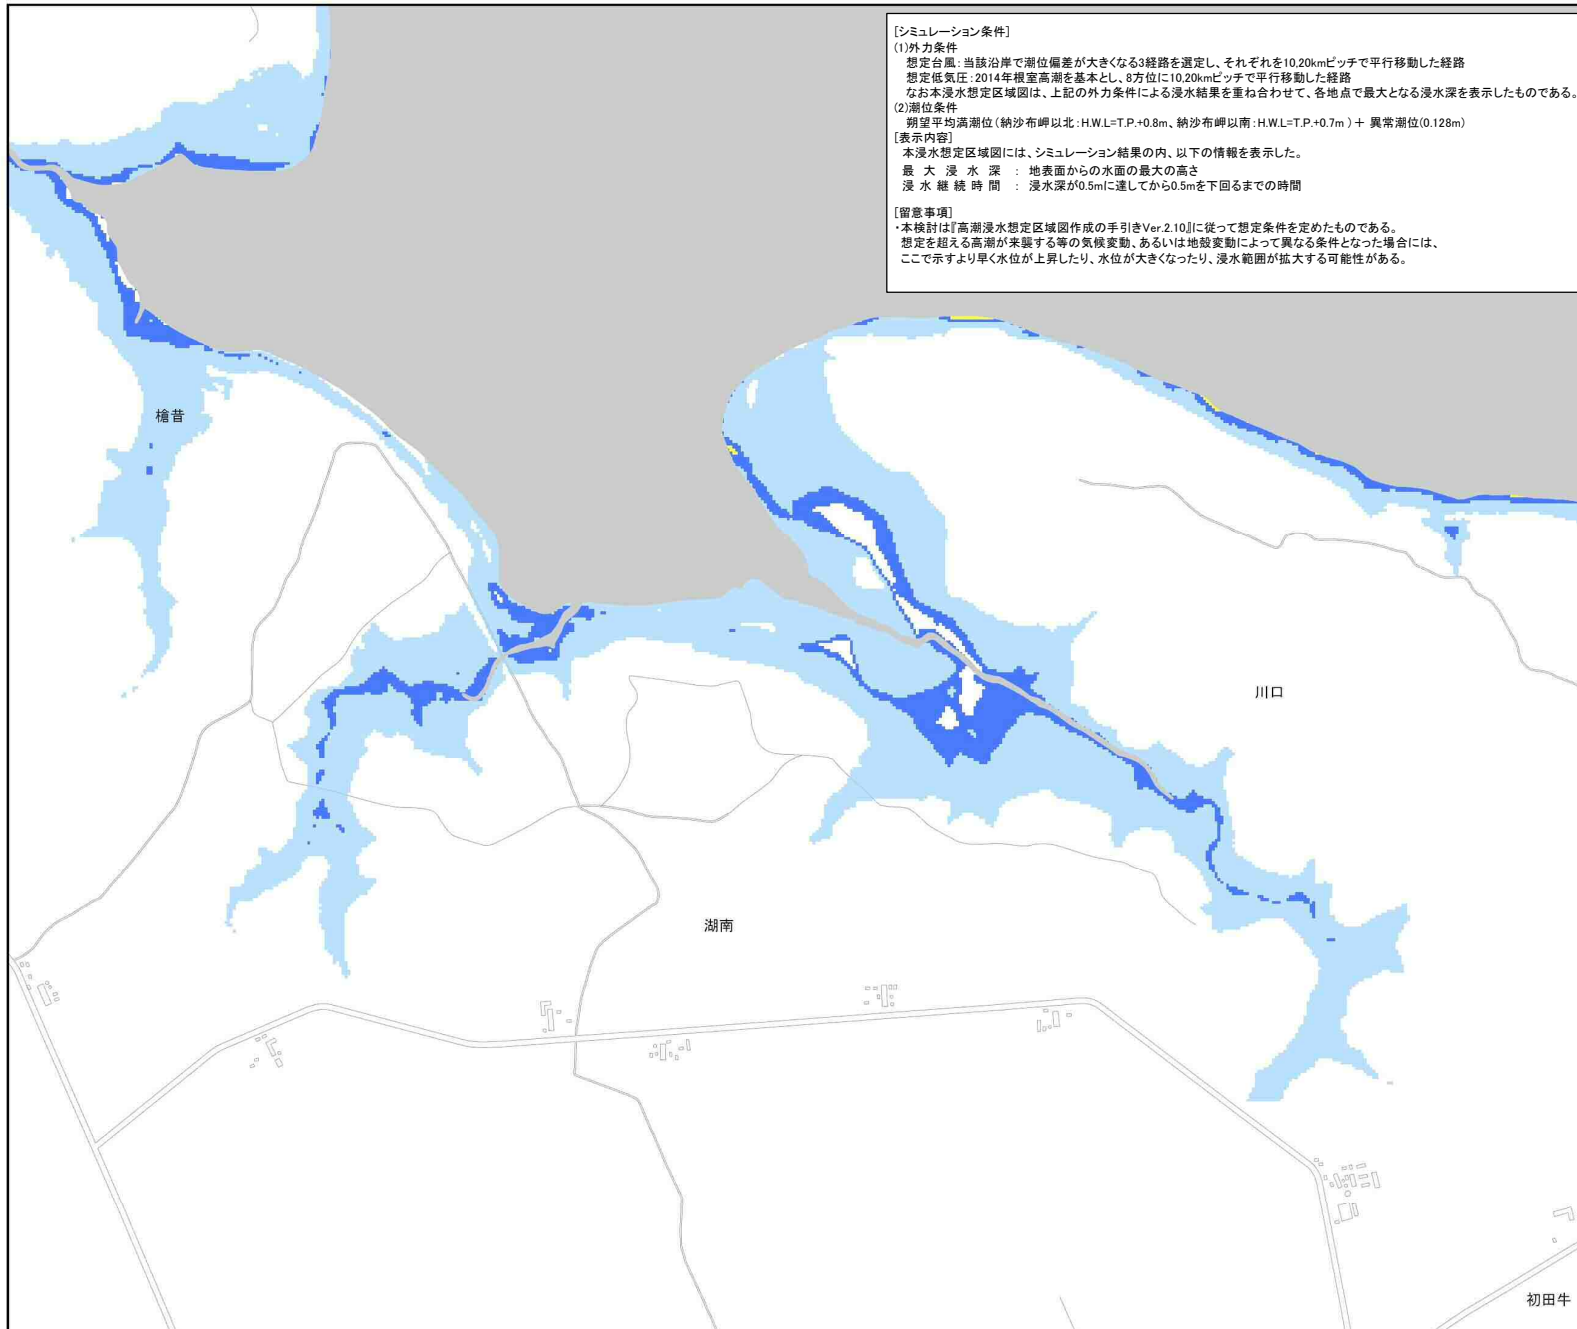 [シミュレーション条件]
(1)外力条件
想定台風:当該沿岸で潮位偏差が大きくなる3経路を選定し、それぞれを10,20kmピッチで平行移動した経路
想定低気圧:2014年根室高潮を基本とし、8方位に10,20kmピッチで平行移動した経路
なお本浸水想定区域図は、上記の外力条件による浸水結果を重ね合わせて、各地点で最大となる浸水深を表示したものである。
(2)潮位条件
朔望平均満潮位(納沙布岬以北:H.W.L=T.P.+0.8m、納沙布岬以南:H.W.L=T.P.+0.7m)+ 異常潮位(0.128m)
[表示内容]
本浸水想定区域図には、シミュレーション結果の内、以下の情報を表示した。
最 大 浸 水 深 : 地表面からの水面の最大の高さ
浸 水 継 続 時 間 : 浸水深が0.5mに達してから0.5mを下回るまでの時間
[留意事項]
・本検討は『高潮浸水想定区域図作成の手引きVer.2.10』に従って想定条件を定めたものである。
想定を超える高潮が来襲する等の気候変動、あるいは地殻変動によって異なる条件となった場合には、
ここで示すより早く水位が上昇したり、水位が大きくなったり、浸水範囲が拡大する可能性がある。
槍昔
川口
湖南
初田牛